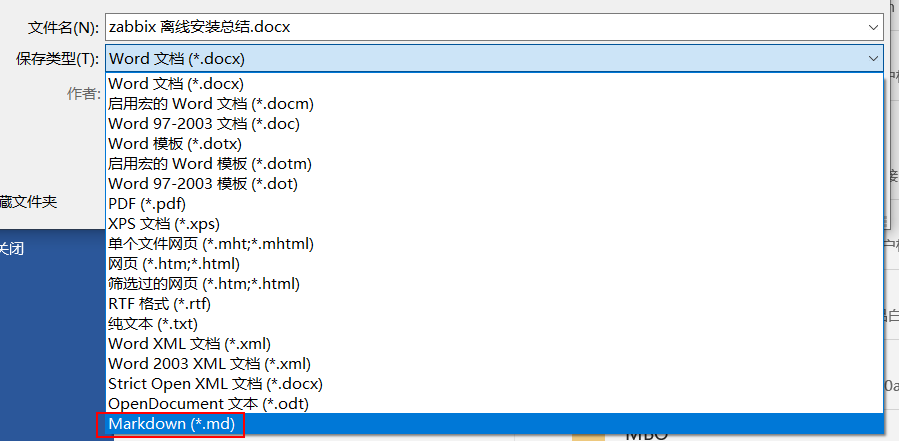 文件名(N): zabbix 离线安装总结.docx
保存类型(T): Word 文档 (*.docx)
作者:
Word 文档 (*.docx)
启用宏的 Word 文档 (*.docm)
Word 97-2003 文档 (*.doc)
Word 模板 (*.dotx)
启用宏的 Word 模板 (*.dotm)
Word 97-2003 模板 (*.dot)
藏文件夹
PDF (*.pdf)
XPS 文档 (*.xps)
单个文件网页 (*.mht;*.mhtml)
关闭
网页 (*.htm;*.html)
筛选过的网页 (*.htm;*.html)
RTF 格式 (*.rtf)
纯文本 (*.txt)
Word XML 文档 (*.xml)
Word 2003 XML 文档 (*.xml)
Strict Open XML 文档 (*.docx)
OpenDocument 文本 (*.odt)
Markdown (*.md)